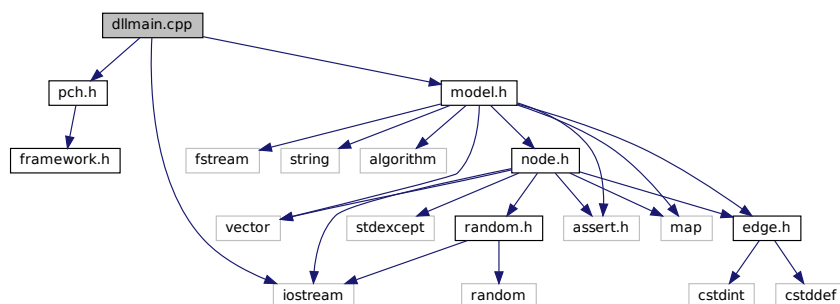 dllmain.cpp
pch.h
model.h
framework.h
fstream
string
algorithm
node.h
vector
stdexcept
random.h
assert.h
map
edge.h
iostream
random
cstdint
cstddef